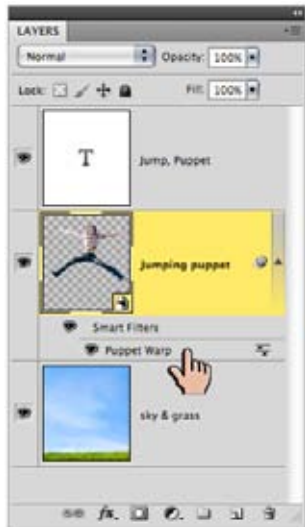 LAYERS
Normal Opacity: 100%
Lock: Fill: 100%
T Jump, Puppet
Jumping puppet
Smart Filters
Puppet Warp
sky & grass
fx.